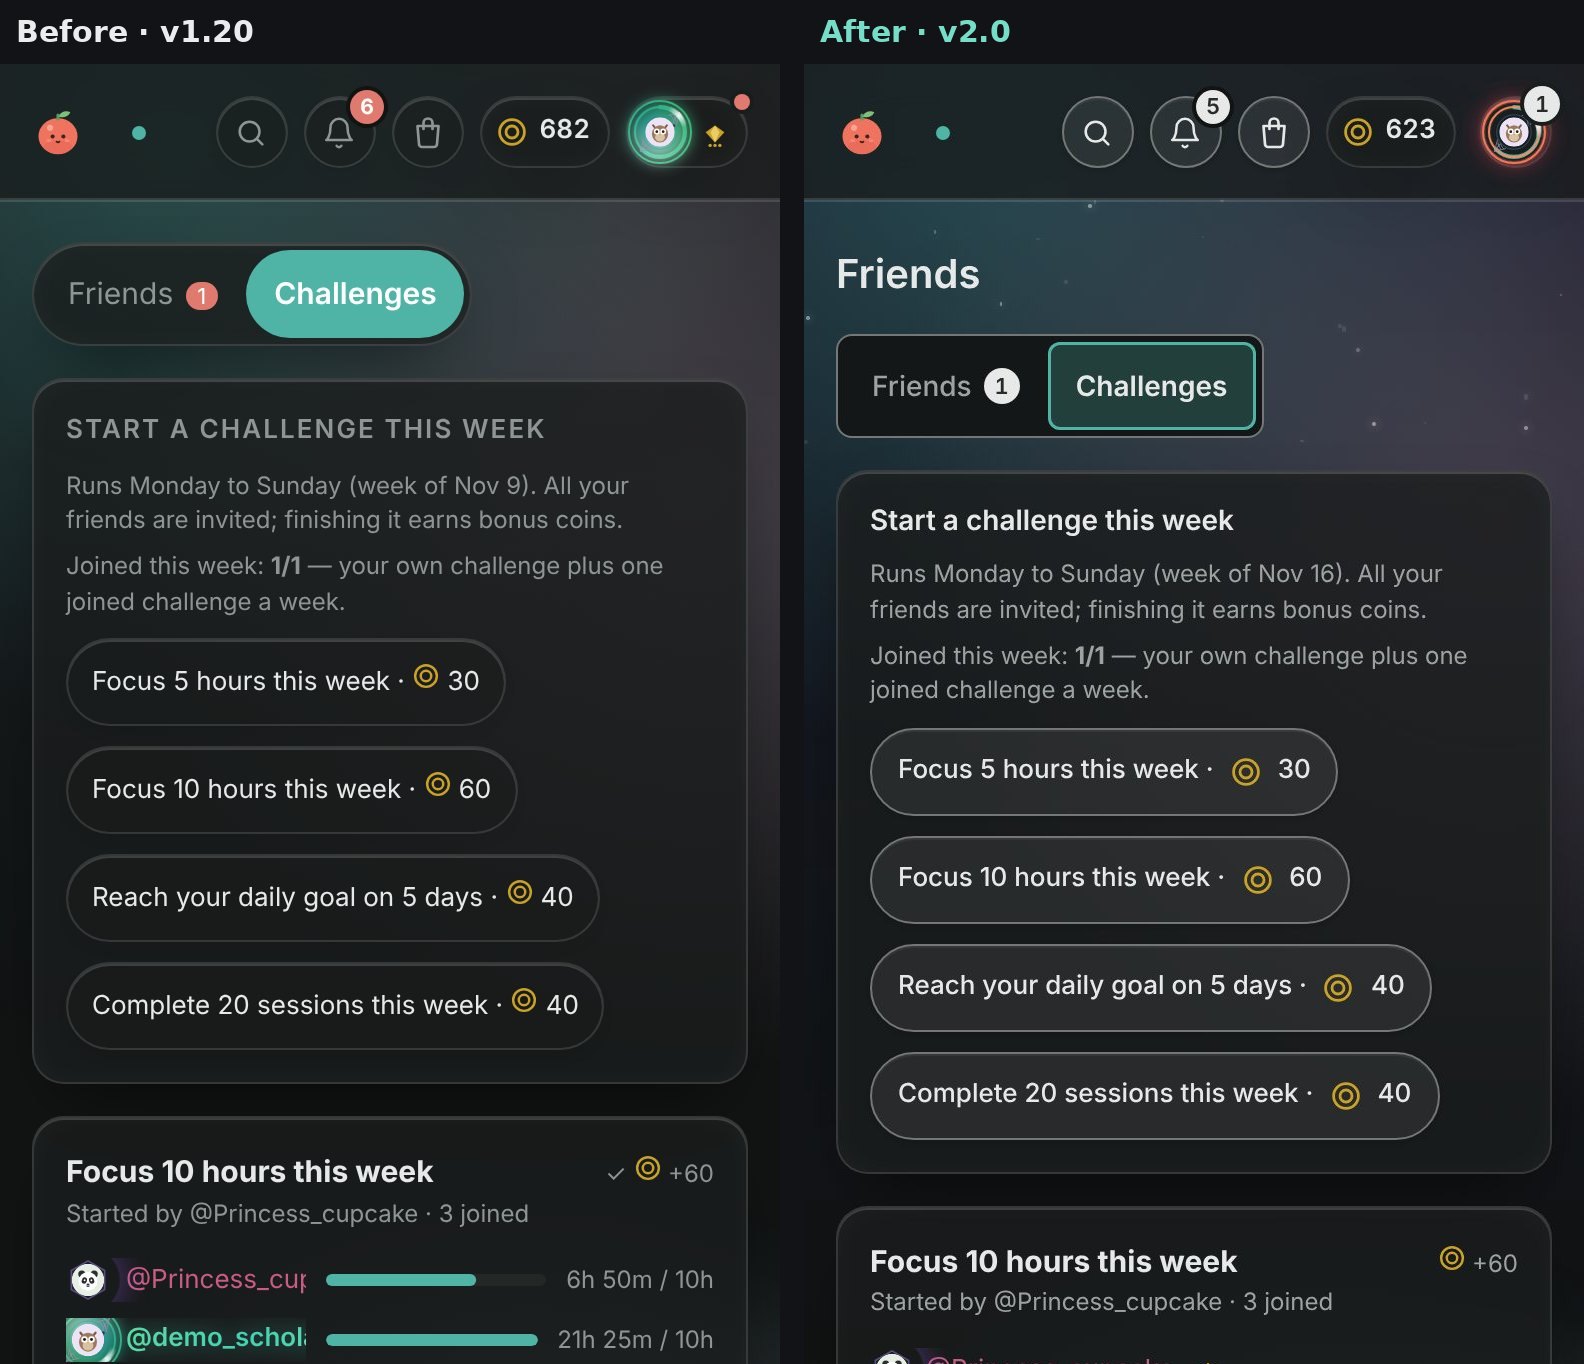 Before · v1.20
6
682
Friends 1 Challenges
START A CHALLENGE THIS WEEK
Runs Monday to Sunday (week of Nov 9). All your
friends are invited; finishing it earns bonus coins.
Joined this week: 1/1 — your own challenge plus one
joined challenge a week.
Focus 5 hours this week · 30
Focus 10 hours this week · 60
Reach your daily goal on 5 days · 40
Complete 20 sessions this week · 40
Focus 10 hours this week ✓ +60
Started by @Princess_cupcake · 3 joined
@Princess_cup 6h 50m / 10h
@demo_schol 21h 25m / 10h
After · v2.0
5
623
1
Friends
Friends 1 Challenges
Start a challenge this week
Runs Monday to Sunday (week of Nov 16). All your
friends are invited; finishing it earns bonus coins.
Joined this week: 1/1 — your own challenge plus one
joined challenge a week.
Focus 5 hours this week · 30
Focus 10 hours this week · 60
Reach your daily goal on 5 days · 40
Complete 20 sessions this week · 40
Focus 10 hours this week +60
Started by @Princess_cupcake · 3 joined